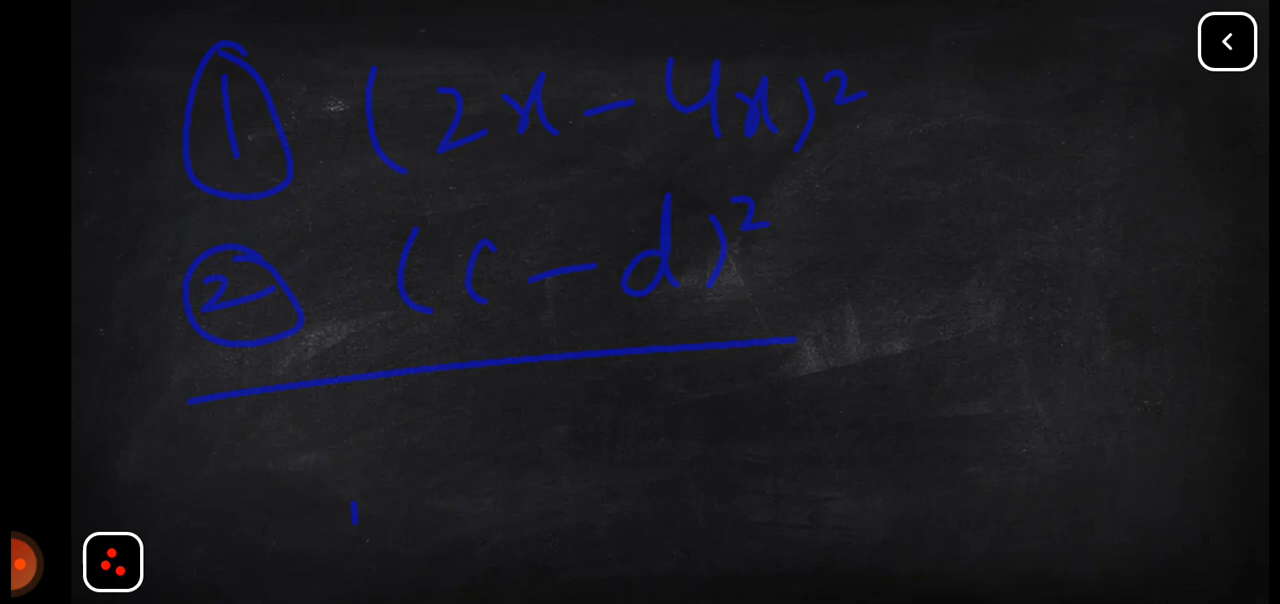 ① (2x-4x)²
② (c-d)²